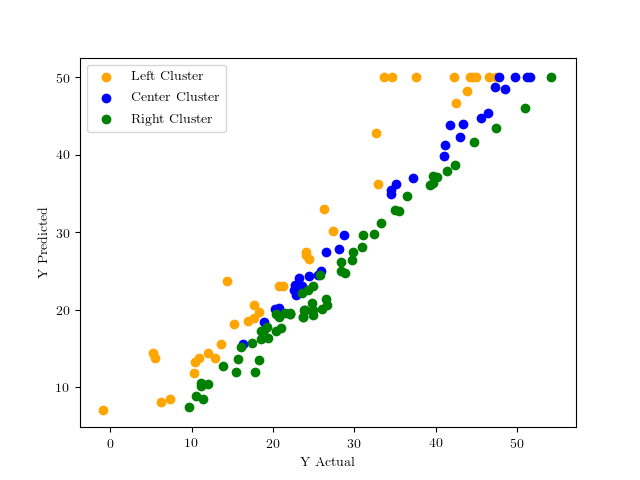 Left Cluster
Center Cluster
Right Cluster
50
40
30
20
10
Y Predicted
0 10 20 30 40 50
Y Actual